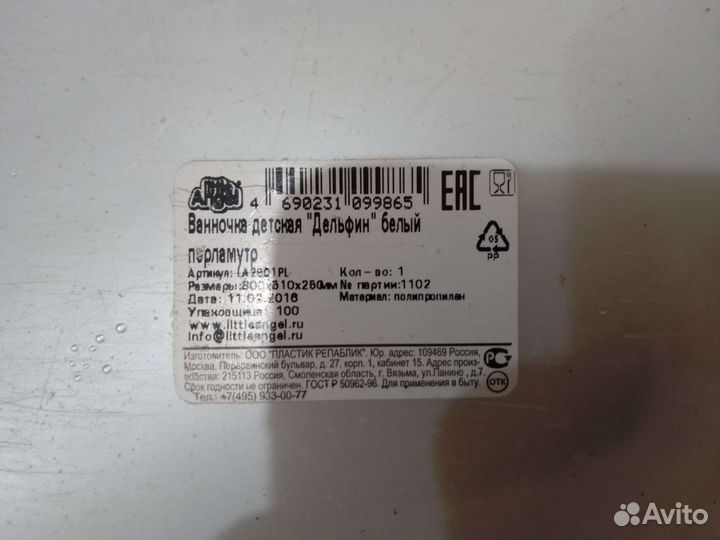 Little Angel
4 690231 099865
EAC
Ванночка детская "Дельфин" белый
перламутр
05
PP
Артикул: LA2801PL Кол-во: 1
Размеры: мм № партии:1102
Дата: 11.02.2016 Материал: полипропилен
Упаковщица: 100
www.littleangel.ru
info@littleangel.ru
Изготовитель: ООО "ПЛАСТИК РЕПАБЛИК". Юр. адрес: 109469 Россия,
Москва, Перервинский бульвар, д. 27, корп. 1, кабинет 15. Адрес произ-
водства: 215113 Россия, Смоленская область, г. Вязьма, ул.Панино , д.7.
Срок годности не ограничен. ГОСТ Р 50962-96. Для применения в быту.
Тел.: +7(495) 933-00-77
ОТК
Avito